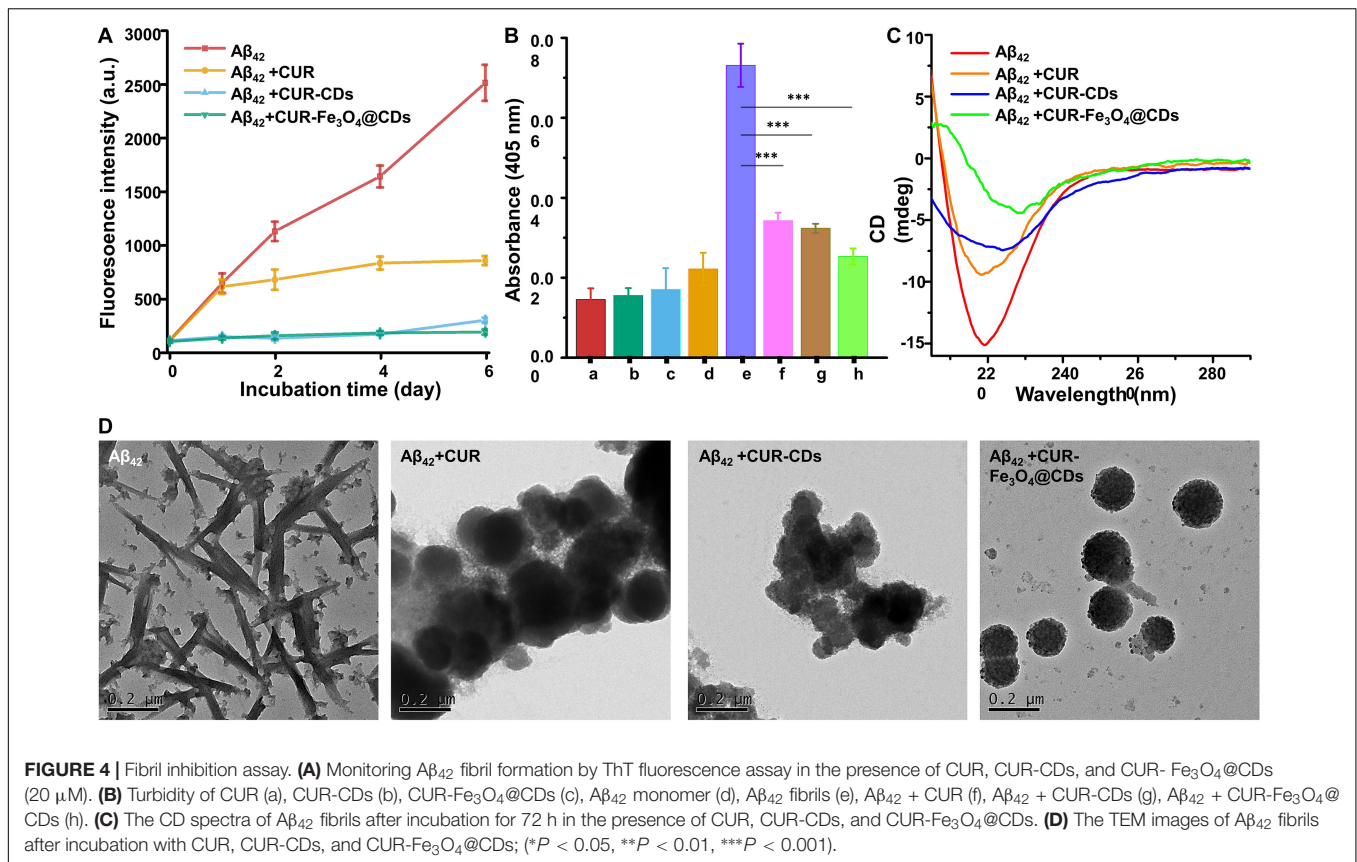 A
3000
2500
2000
1500
1000
500
0
Fluoresoence intensity (a.u.)
Aβ₄₂
Aβ₄₂ +CUR
Aβ₄₂ +CUR-CDs
Aβ₄₂+CUR-Fe₃O₄@CDs
0
2
4
6
Incubation time (day)
B
0.0
8
0.0
6
0.0
4
0.0
2
0.0
0
Absorbance (405 nm)
***
***
***
a b c d e f g h
C
10
5
0
-5
-10
-15
CD
(mdeg)
Aβ₄₂
Aβ₄₂ +CUR
Aβ₄₂ +CUR-CDs
Aβ₄₂ +CUR-Fe₃O₄@CDs
22
0
240
0
280
Wavelength (nm)
D
Aβ₄₂
0.2 μm
Aβ₄₂+CUR
0.2 μm
Aβ₄₂ +CUR-CDs
0.2 μm
Aβ₄₂ +CUR-
Fe₃O₄@CDs
0.2 μm
FIGURE 4 | Fibril inhibition assay. (A) Monitoring Aβ₄₂ fibril formation by ThT fluorescence assay in the presence of CUR, CUR-CDs, and CUR- Fe₃O₄@CDs
(20 μM). (B) Turbidity of CUR (a), CUR-CDs (b), CUR-Fe₃O₄@CDs (c), Aβ₄₂ monomer (d), Aβ₄₂ fibrils (e), Aβ₄₂ + CUR (f), Aβ₄₂ + CUR-CDs (g), Aβ₄₂ + CUR-Fe₃O₄@
CDs (h). (C) The CD spectra of Aβ₄₂ fibrils after incubation for 72 h in the presence of CUR, CUR-CDs, and CUR-Fe₃O₄@CDs. (D) The TEM images of Aβ₄₂ fibrils
after incubation with CUR, CUR-CDs, and CUR-Fe₃O₄@CDs; (*P < 0.05, **P < 0.01, ***P < 0.001).